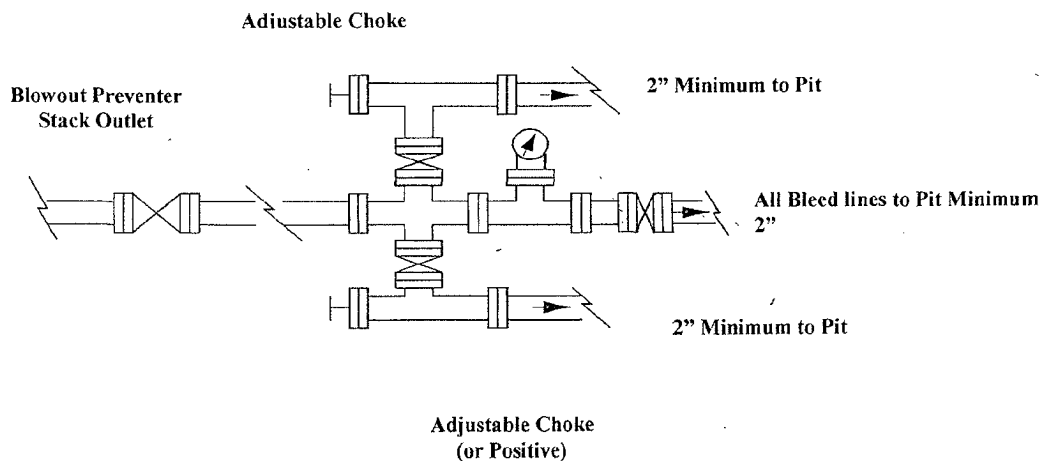 Adiustable Choke
Blowout Preventer
Stack Outlet
2” Minimum to Pit
All Bleed lines to Pit Minimum
2”
2” Minimum to Pit
Adjustable Choke
(or Positive)